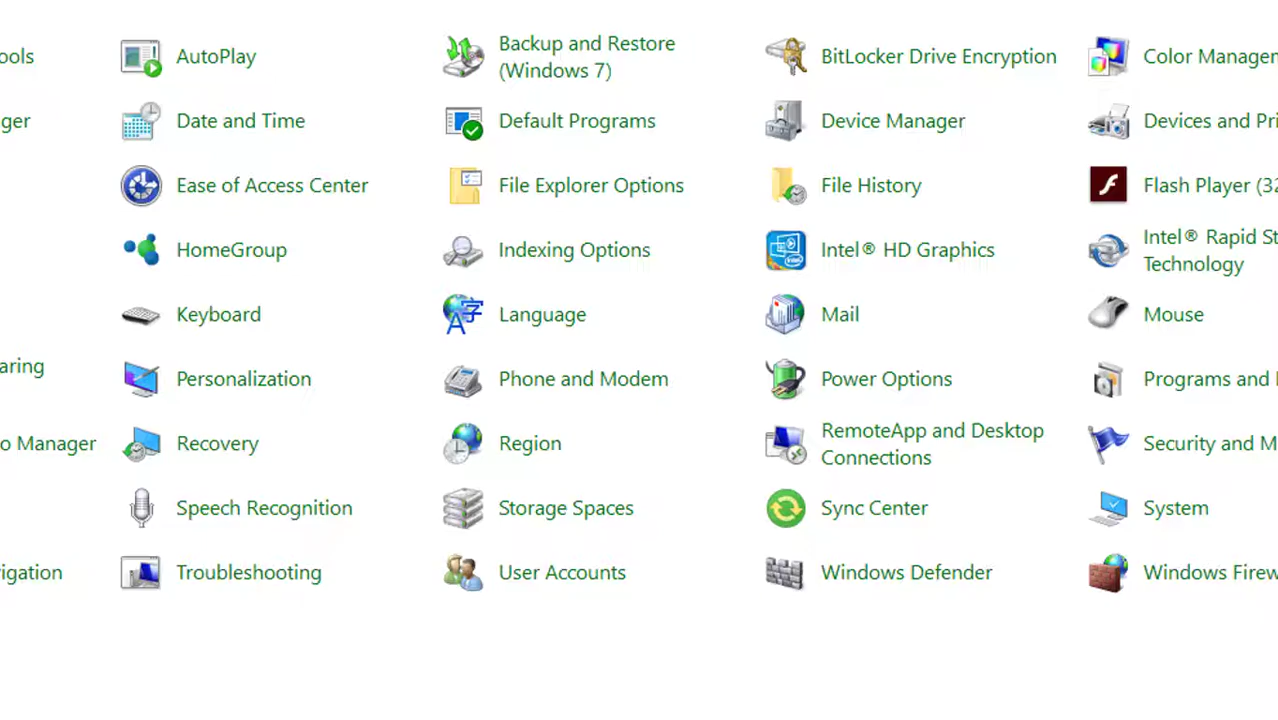 ools
AutoPlay
Backup and Restore
(Windows 7)
BitLocker Drive Encryption
Color Manager
ger
Date and Time
Default Programs
Device Manager
Devices and Pri
Ease of Access Center
File Explorer Options
File History
Flash Player (32
HomeGroup
Indexing Options
Intel® HD Graphics
Intel® Rapid St
Technology
Keyboard
Language
Mail
Mouse
aring
Personalization
Phone and Modem
Power Options
Programs and
o Manager
Recovery
Region
RemoteApp and Desktop
Connections
Security and M
Speech Recognition
Storage Spaces
Sync Center
System
igation
Troubleshooting
User Accounts
Windows Defender
Windows Firew